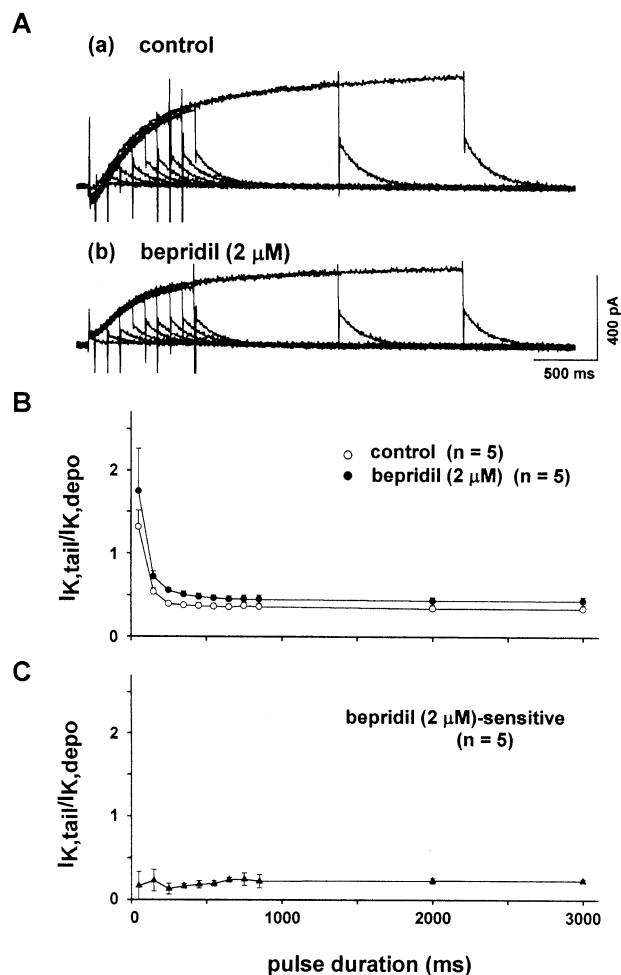 A
(a) control
(b) bepridil (2 μM)
400 pA
500 ms
B
IK,tail/IK,depo
2
1
0
control (n = 5)
bepridil (2 μM) (n = 5)
C
IK,tail/IK,depo
2
1
0
bepridil (2 μM)-sensitive
(n = 5)
0 1000 2000 3000
pulse duration (ms)